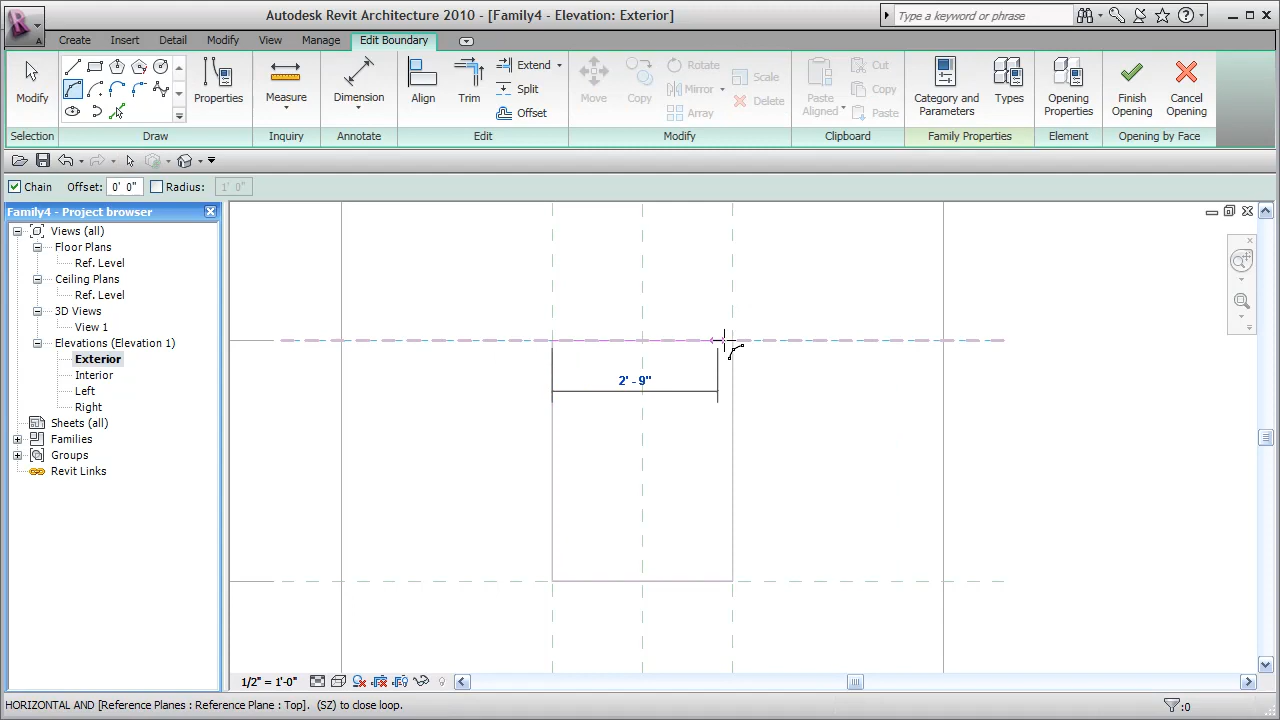 Autodesk Revit Architecture 2010 - [Family4 - Elevation: Exterior]
Type a keyword or phrase
Create Insert Detail Modify View Manage Edit Boundary
Modify Properties Measure Dimension Align Trim Extend Split Offset Move Copy Rotate Mirror Array Scale Delete Paste Aligned Cut Copy Paste Category and Parameters Types Opening Properties Finish Opening Cancel Opening
Selection Draw Inquiry Annotate Edit Modify Clipboard Family Properties Element Opening by Face
Chain Offset: 0' 0" Radius: 1' 0"
Family4 - Project browser
Views (all)
Floor Plans
Ref. Level
Ceiling Plans
Ref. Level
3D Views
View 1
Elevations (Elevation 1)
Exterior
Interior
Left
Right
Sheets (all)
Families
Groups
Revit Links
2' - 9"
1/2" = 1'-0"
HORIZONTAL AND [Reference Planes : Reference Plane : Top]. (SZ) to close loop.
:0